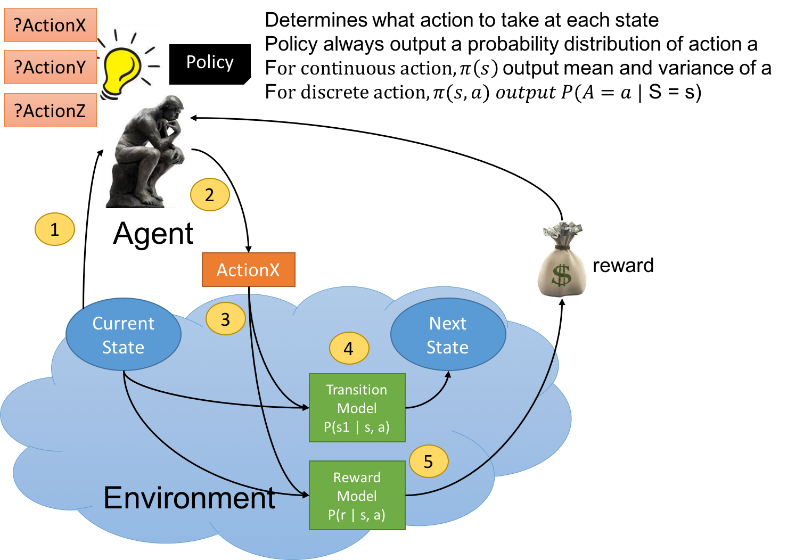 ?ActionX
?ActionY
?ActionZ
Policy
Determines what action to take at each state
Policy always output a probability distribution of action a
For continuous action, π(s) output mean and variance of a
For discrete action, π(s, a) output P(A = a | S = s)
1
2
Agent
ActionX
$
reward
Current
State
3
4
Next
State
Transition
Model
P(s1 | s, a)
5
Reward
Model
P(r | s, a)
Environment